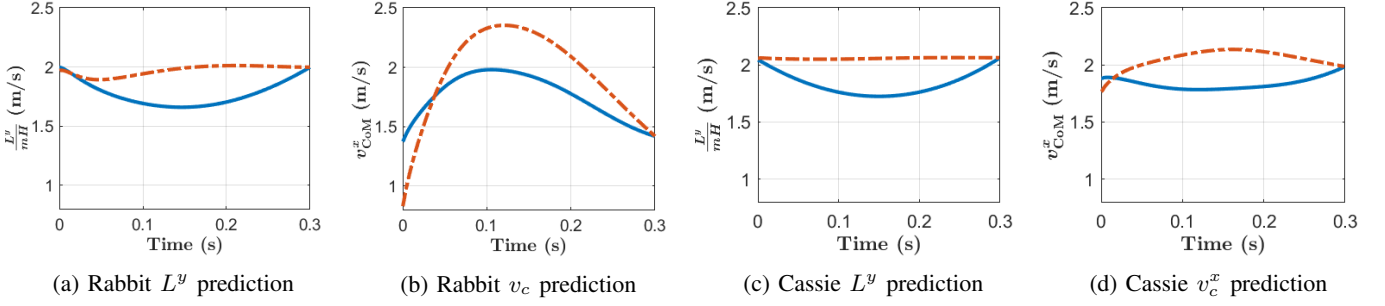 2.5
2
1.5
1
0
0.1
0.2
0.3
L^y/mH (m/s)
Time (s)
(a) Rabbit L^y prediction
2.5
2
1.5
1
0
0.1
0.2
0.3
v^x_CoM (m/s)
Time (s)
(b) Rabbit v_c prediction
2.5
2
1.5
1
0
0.1
0.2
0.3
L^y/mH (m/s)
Time (s)
(c) Cassie L^y prediction
2.5
2
1.5
1
0
0.1
0.2
0.3
v^x_CoM (m/s)
Time (s)
(d) Cassie v^x_c prediction